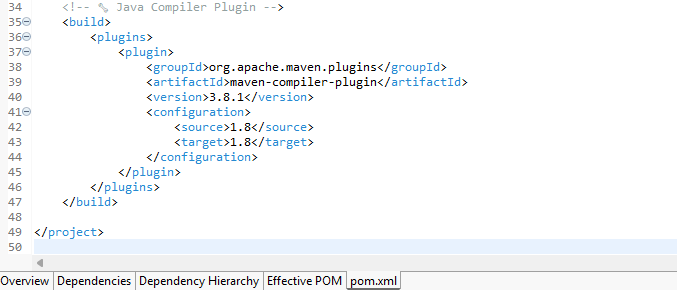 34 <!-- 🔧 Java Compiler Plugin -->
35 <build>
36 <plugins>
37 <plugin>
38 <groupId>org.apache.maven.plugins</groupId>
39 <artifactId>maven-compiler-plugin</artifactId>
40 <version>3.8.1</version>
41 <configuration>
42 <source>1.8</source>
43 <target>1.8</target>
44 </configuration>
45 </plugin>
46 </plugins>
47 </build>
48
49 </project>
50
Overview Dependencies Dependency Hierarchy Effective POM pom.xml